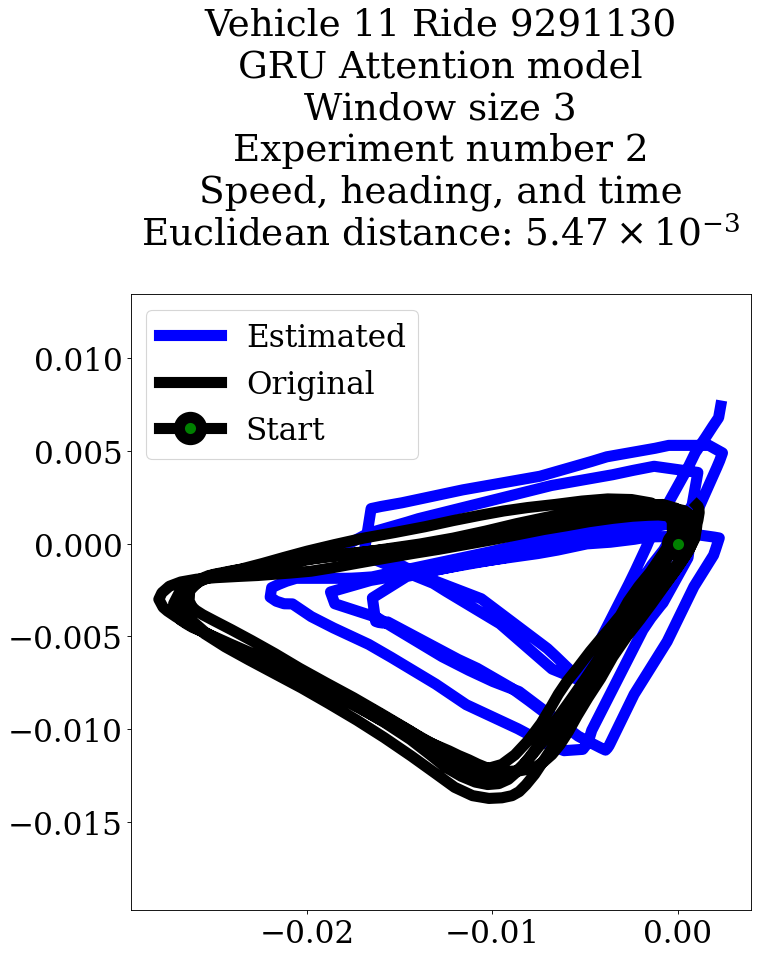 Vehicle 11 Ride 9291130
GRU Attention model
Window size 3
Experiment number 2
Speed, heading, and time
Euclidean distance: 5.47 × 10⁻³
Estimated
Original
Start
0.010
0.005
0.000
−0.005
−0.010
−0.015
−0.02 −0.01 0.00